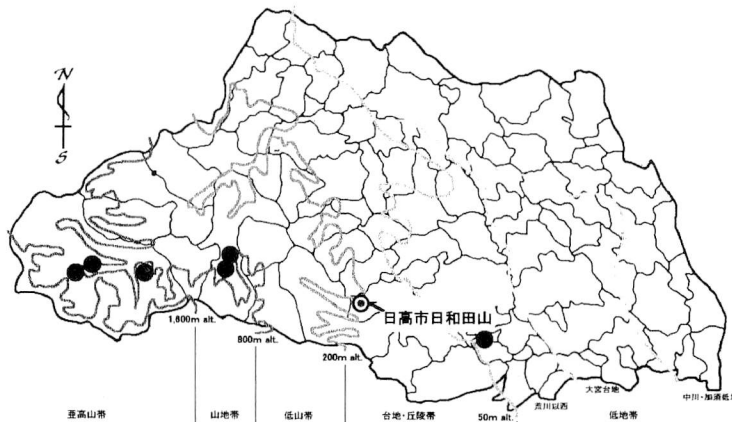 N
S
日高市日和田山
1,600m alt.
800m alt.
200m alt.
50m alt.
荒川以西
大宮台地
中川・加須低地
亜高山帯
山地帯
低山帯
台地・丘陵帯
低地帯